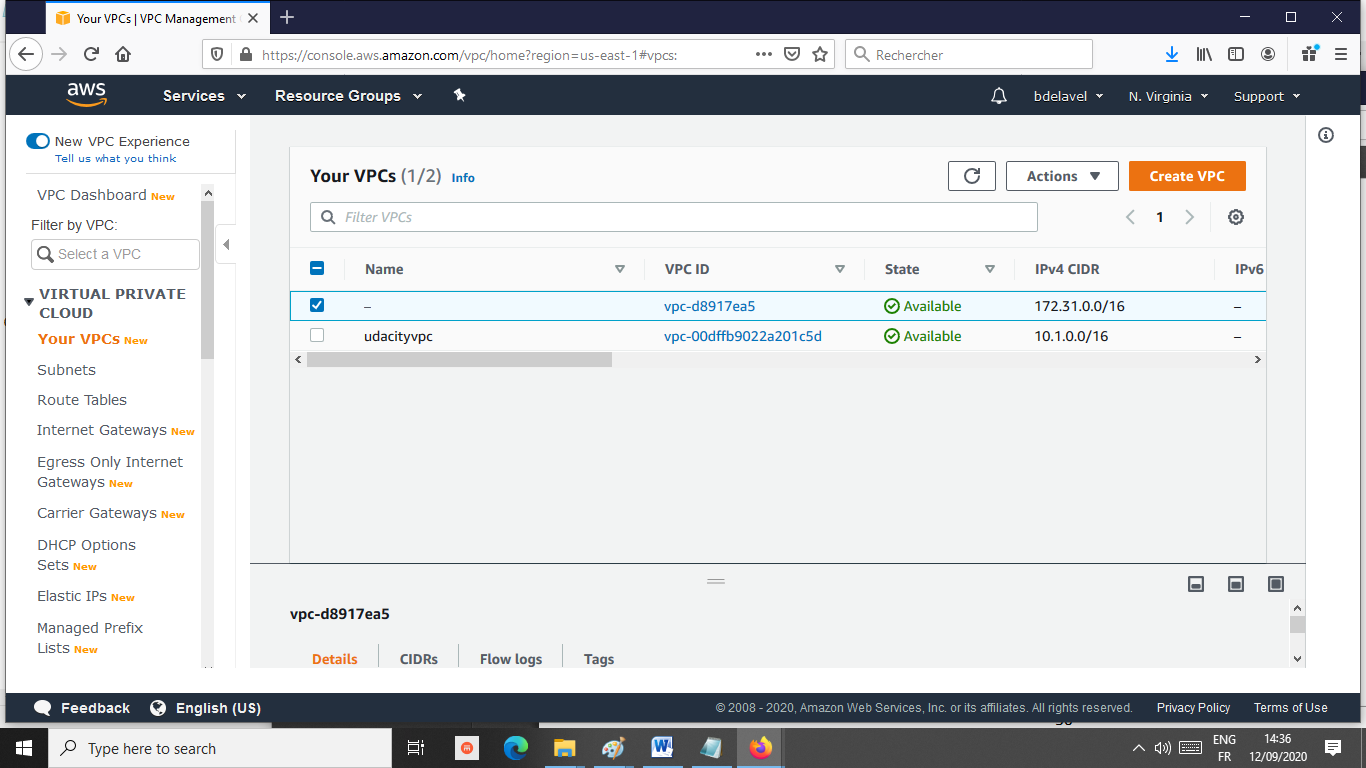 Your VPCs | VPC Management
https://console.aws.amazon.com/vpc/home?region=us-east-1#vpcs:
Rechercher
aws
Services
Resource Groups
bdelavel
N. Virginia
Support
New VPC Experience
Tell us what you think
VPC Dashboard New
Filter by VPC:
Select a VPC
VIRTUAL PRIVATE
CLOUD
Your VPCs New
Subnets
Route Tables
Internet Gateways New
Egress Only Internet
Gateways New
Carrier Gateways New
DHCP Options
Sets New
Elastic IPs New
Managed Prefix
Lists New
Your VPCs (1/2) Info
Actions
Create VPC
Filter VPCs
1
Name VPC ID State IPv4 CIDR IPv6
– vpc-d8917ea5 Available 172.31.0.0/16 –
udacityvpc vpc-00dffb9022a201c5d Available 10.1.0.0/16 –
vpc-d8917ea5
Details CIDRs Flow logs Tags
Feedback English (US)
© 2008 - 2020, Amazon Web Services, Inc. or its affiliates. All rights reserved. Privacy Policy Terms of Use
Type here to search
ENG
FR
14:36
12/09/2020